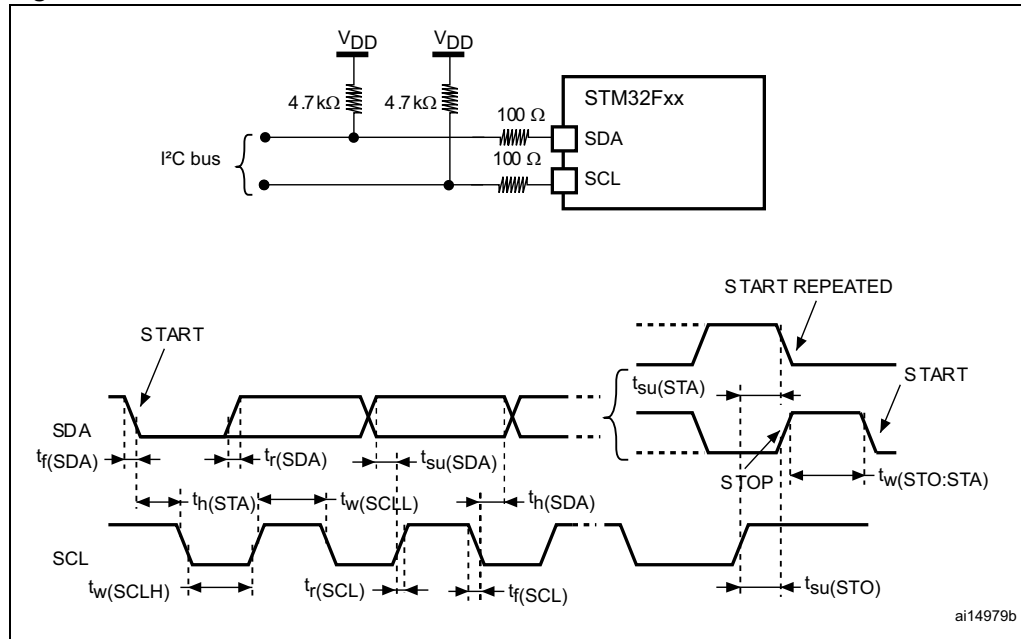 VDD VDD
4.7kΩ 4.7kΩ
STM32Fxx
100 Ω
SDA
100 Ω
SCL
I²C bus
START REPEATED
START
START
tsu(STA)
SDA
tf(SDA)
tr(SDA)
tsu(SDA)
STOP
tw(STO:STA)
th(STA)
tw(SCLL)
th(SDA)
SCL
tw(SCLH)
tr(SCL)
tf(SCL)
tsu(STO)
ai14979b